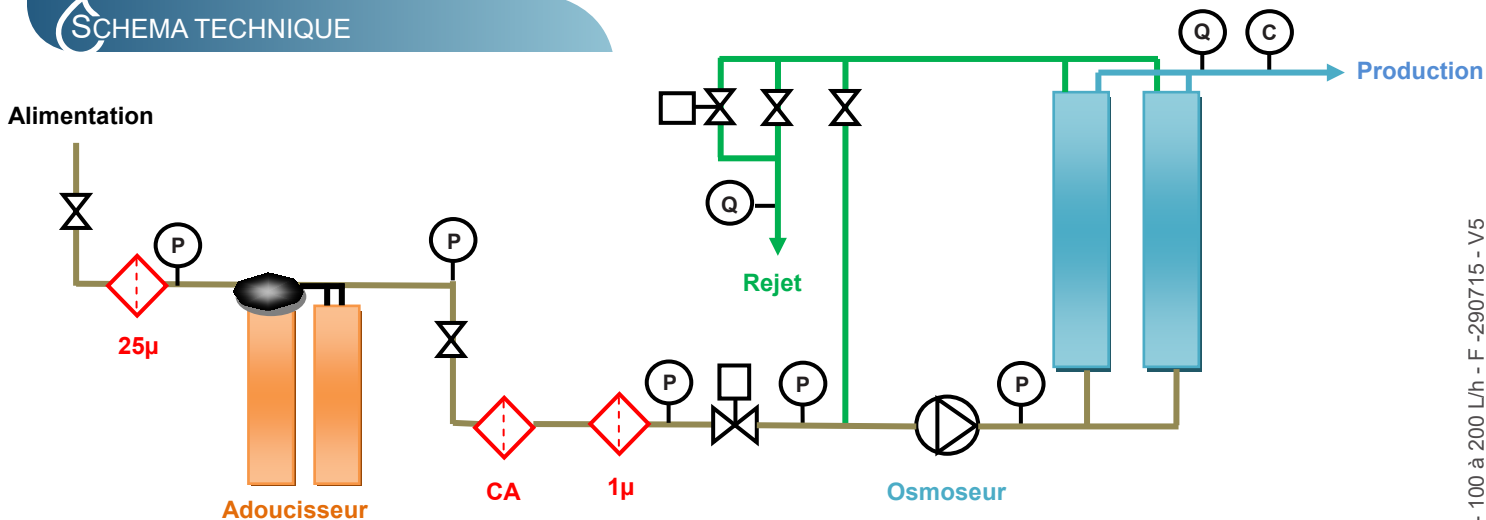 SCHEMA TECHNIQUE
Q
C
Production
Alimentation
Q
P
P
Rejet
25µ
P
P
P
CA
1µ
Osmoseur
Adoucisseur
- 100 à 200 L/h - F -290715 - V5